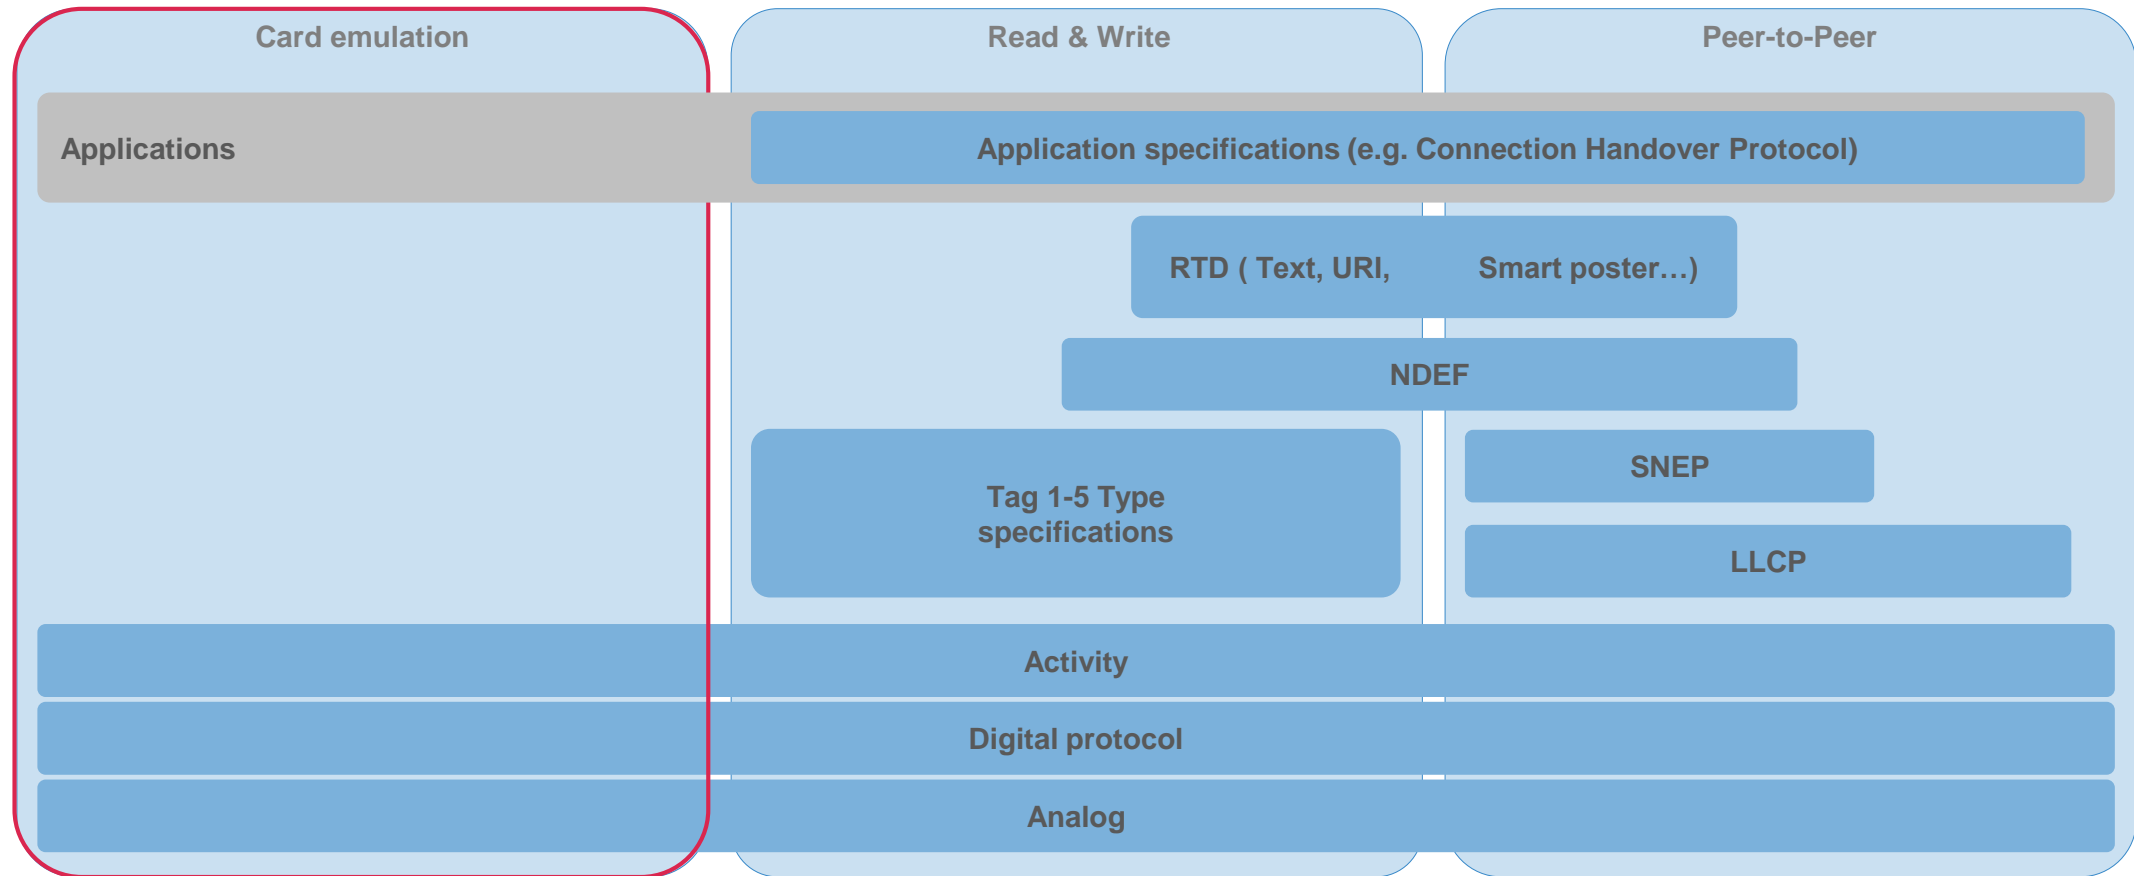 Card emulation
Read & Write
Peer-to-Peer
Applications
Application specifications (e.g. Connection Handover Protocol)
RTD ( Text, URI, Smart poster…)
NDEF
Tag 1-5 Type
specifications
SNEP
LLCP
Activity
Digital protocol
Analog